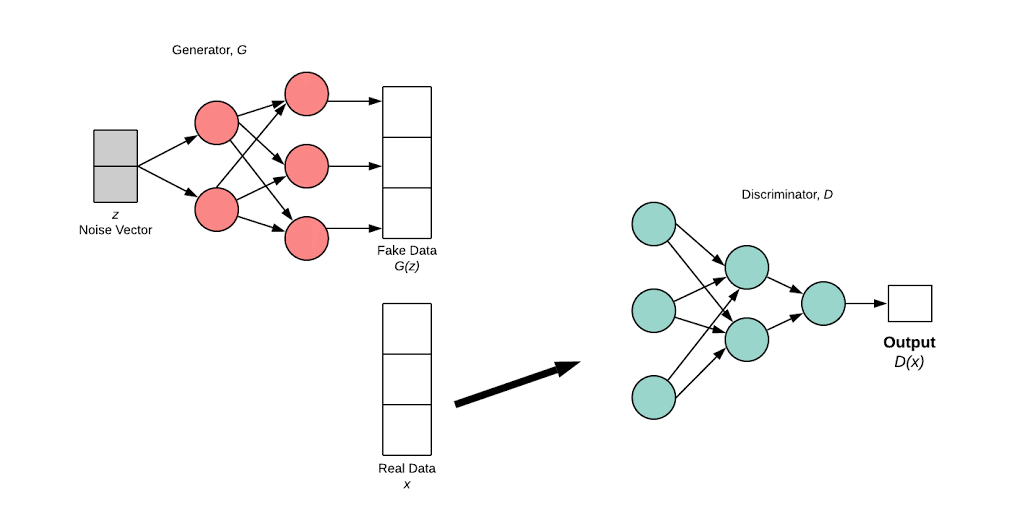 Generator, G
z
Noise Vector
Fake Data
G(z)
Real Data
x
Discriminator, D
Output
D(x)